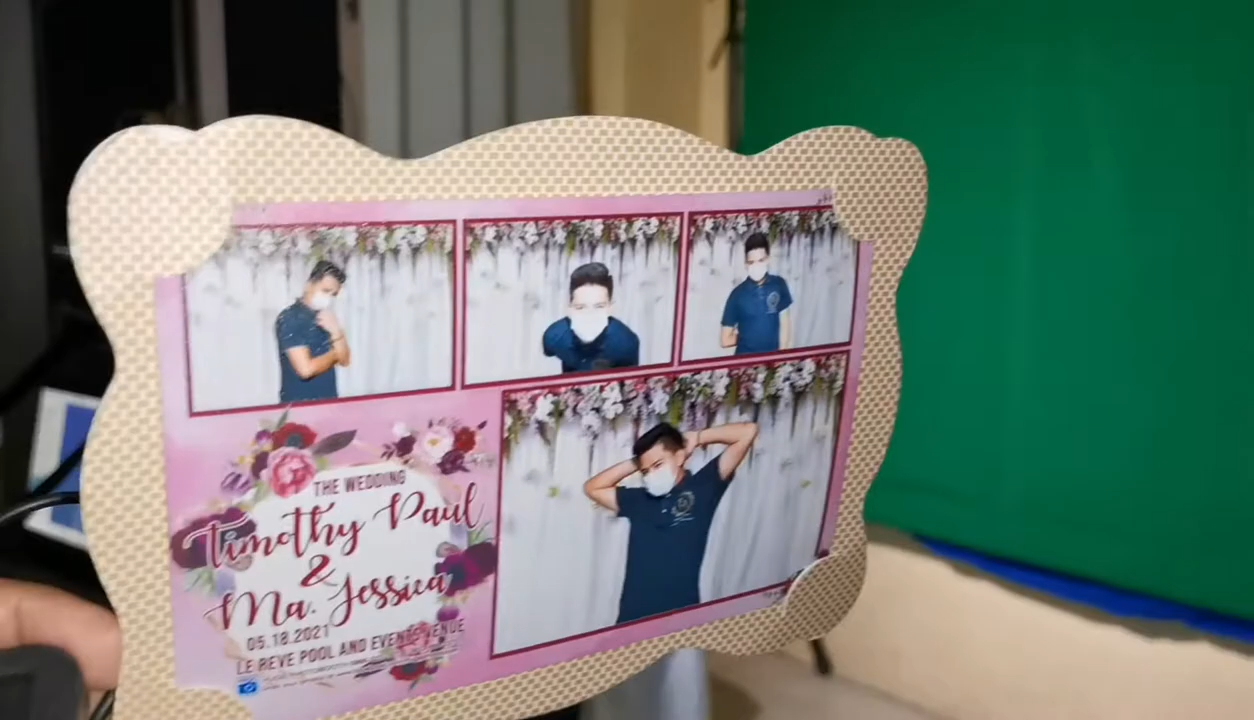 THE WEDDING
Timothy Paul
&
Ma. Jessica
05.18.2021
LE REVE POOL AND EVENTS VENUE